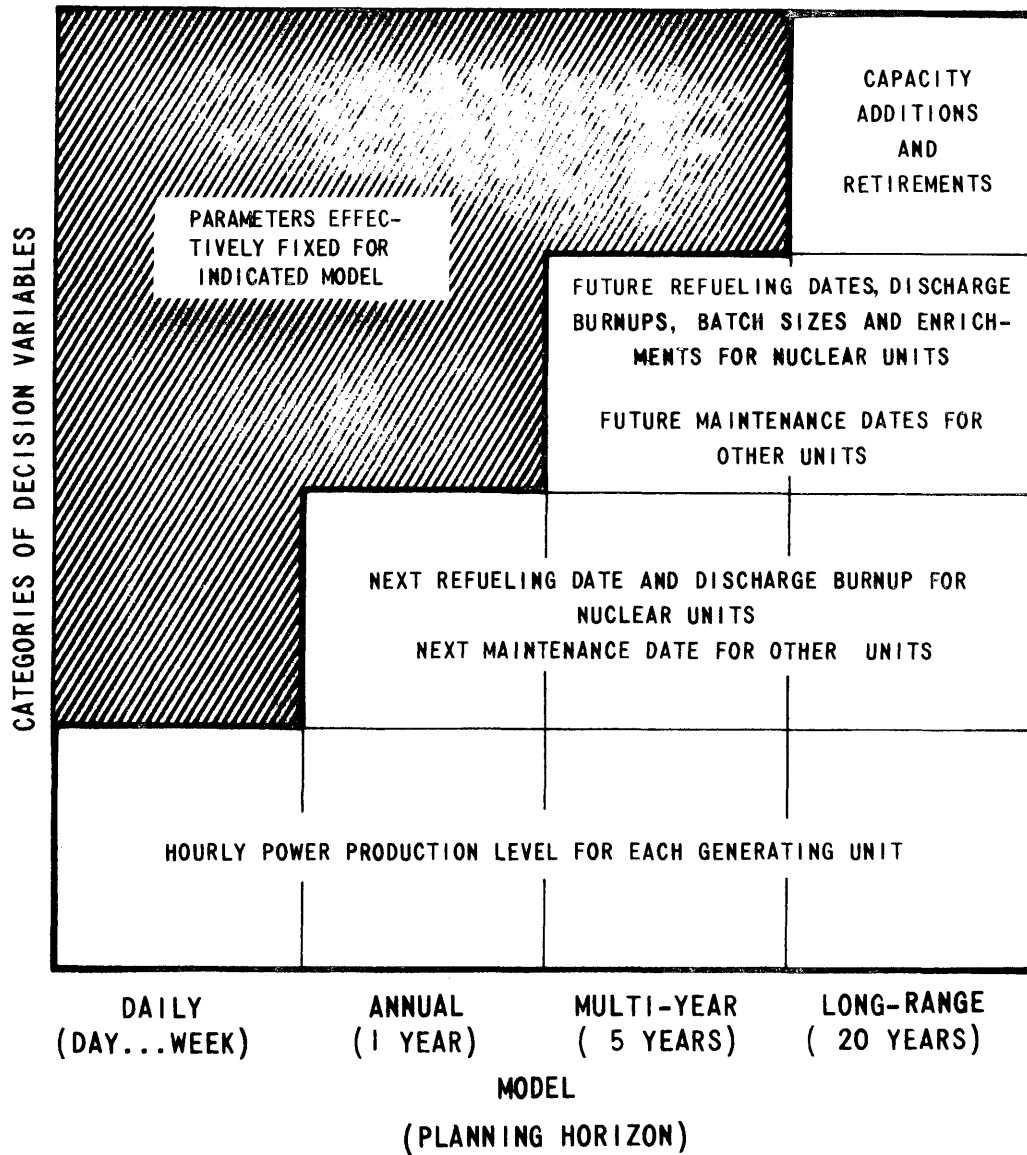 CAPACITY
ADDITIONS
AND
RETIREMENTS
PARAMETERS EFFEC-
TIVELY FIXED FOR
INDICATED MODEL
FUTURE REFUELING DATES, DISCHARGE
BURNUPS, BATCH SIZES AND ENRICH-
MENTS FOR NUCLEAR UNITS
FUTURE MAINTENANCE DATES FOR
OTHER UNITS
CATEGORIES OF DECISION VARIABLES
NEXT REFUELING DATE AND DISCHARGE BURNUP FOR
NUCLEAR UNITS
NEXT MAINTENANCE DATE FOR OTHER UNITS
HOURLY POWER PRODUCTION LEVEL FOR EACH GENERATING UNIT
DAILY
(DAY...WEEK)
ANNUAL
(1 YEAR)
MULTI-YEAR
( 5 YEARS)
LONG-RANGE
( 20 YEARS)
MODEL
(PLANNING HORIZON)